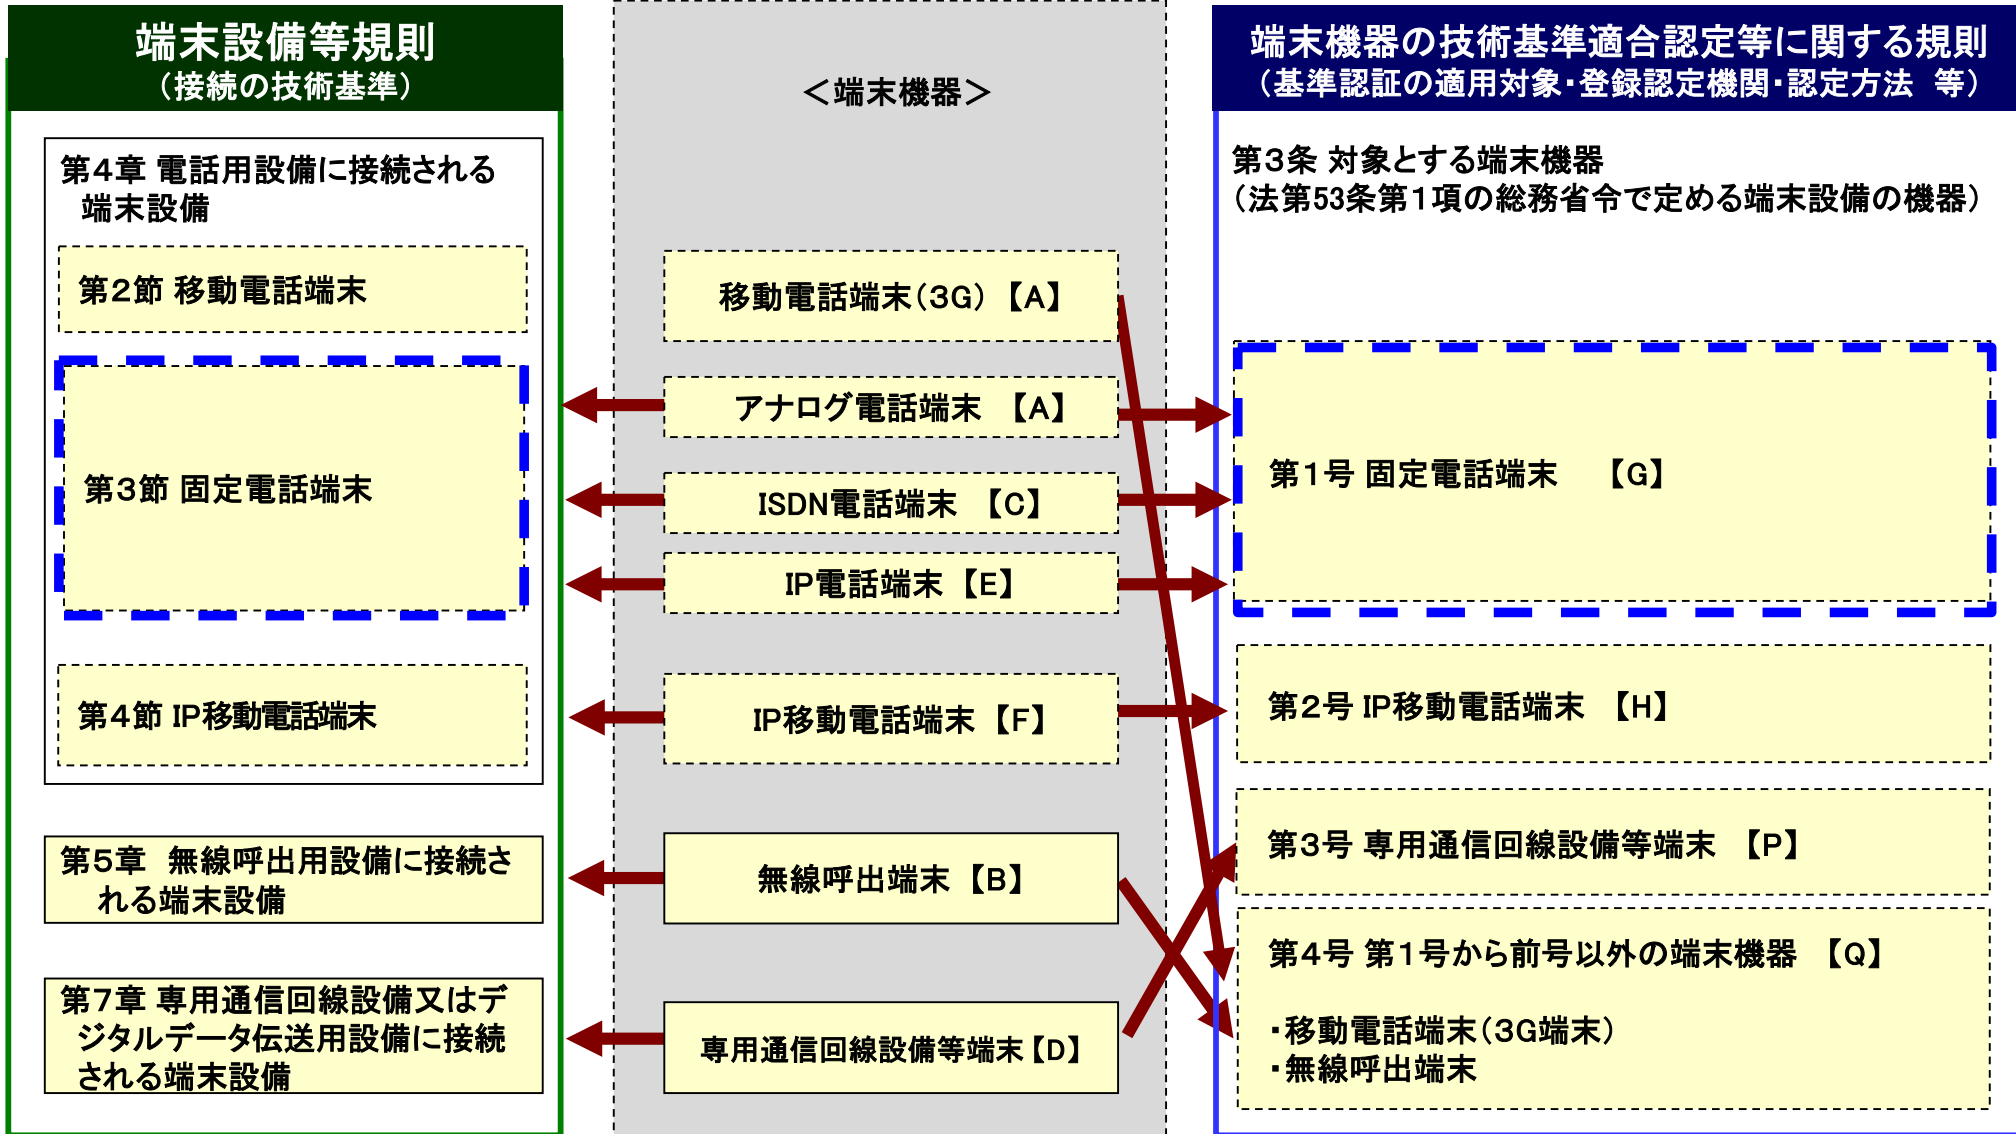 端末設備等規則
（接続の技術基準）
第４章 電話用設備に接続される
端末設備
第２節 移動電話端末
第３節 固定電話端末
第４節 IP移動電話端末
第５章　無線呼出用設備に接続さ
れる端末設備
第７章 専用通信回線設備又はデ
ジタルデータ伝送用設備に接続
される端末設備
＜端末機器＞
移動電話端末（３G）【A】
アナログ電話端末　【A】
ISDN電話端末　【C】
IP電話端末 【E】
IP移動電話端末 【F】
無線呼出端末 【B】
専用通信回線設備等端末【D】
端末機器の技術基準適合認定等に関する規則
（基準認証の適用対象・登録認定機関・認定方法　等）
第３条 対象とする端末機器
（法第53条第１項の総務省令で定める端末設備の機器）
第１号 固定電話端末　【G】
第２号 IP移動電話端末　【H】
第３号 専用通信回線設備等端末　【P】
第４号 第１号から前号以外の端末機器　【Q】
・移動電話端末（３G端末）
・無線呼出端末